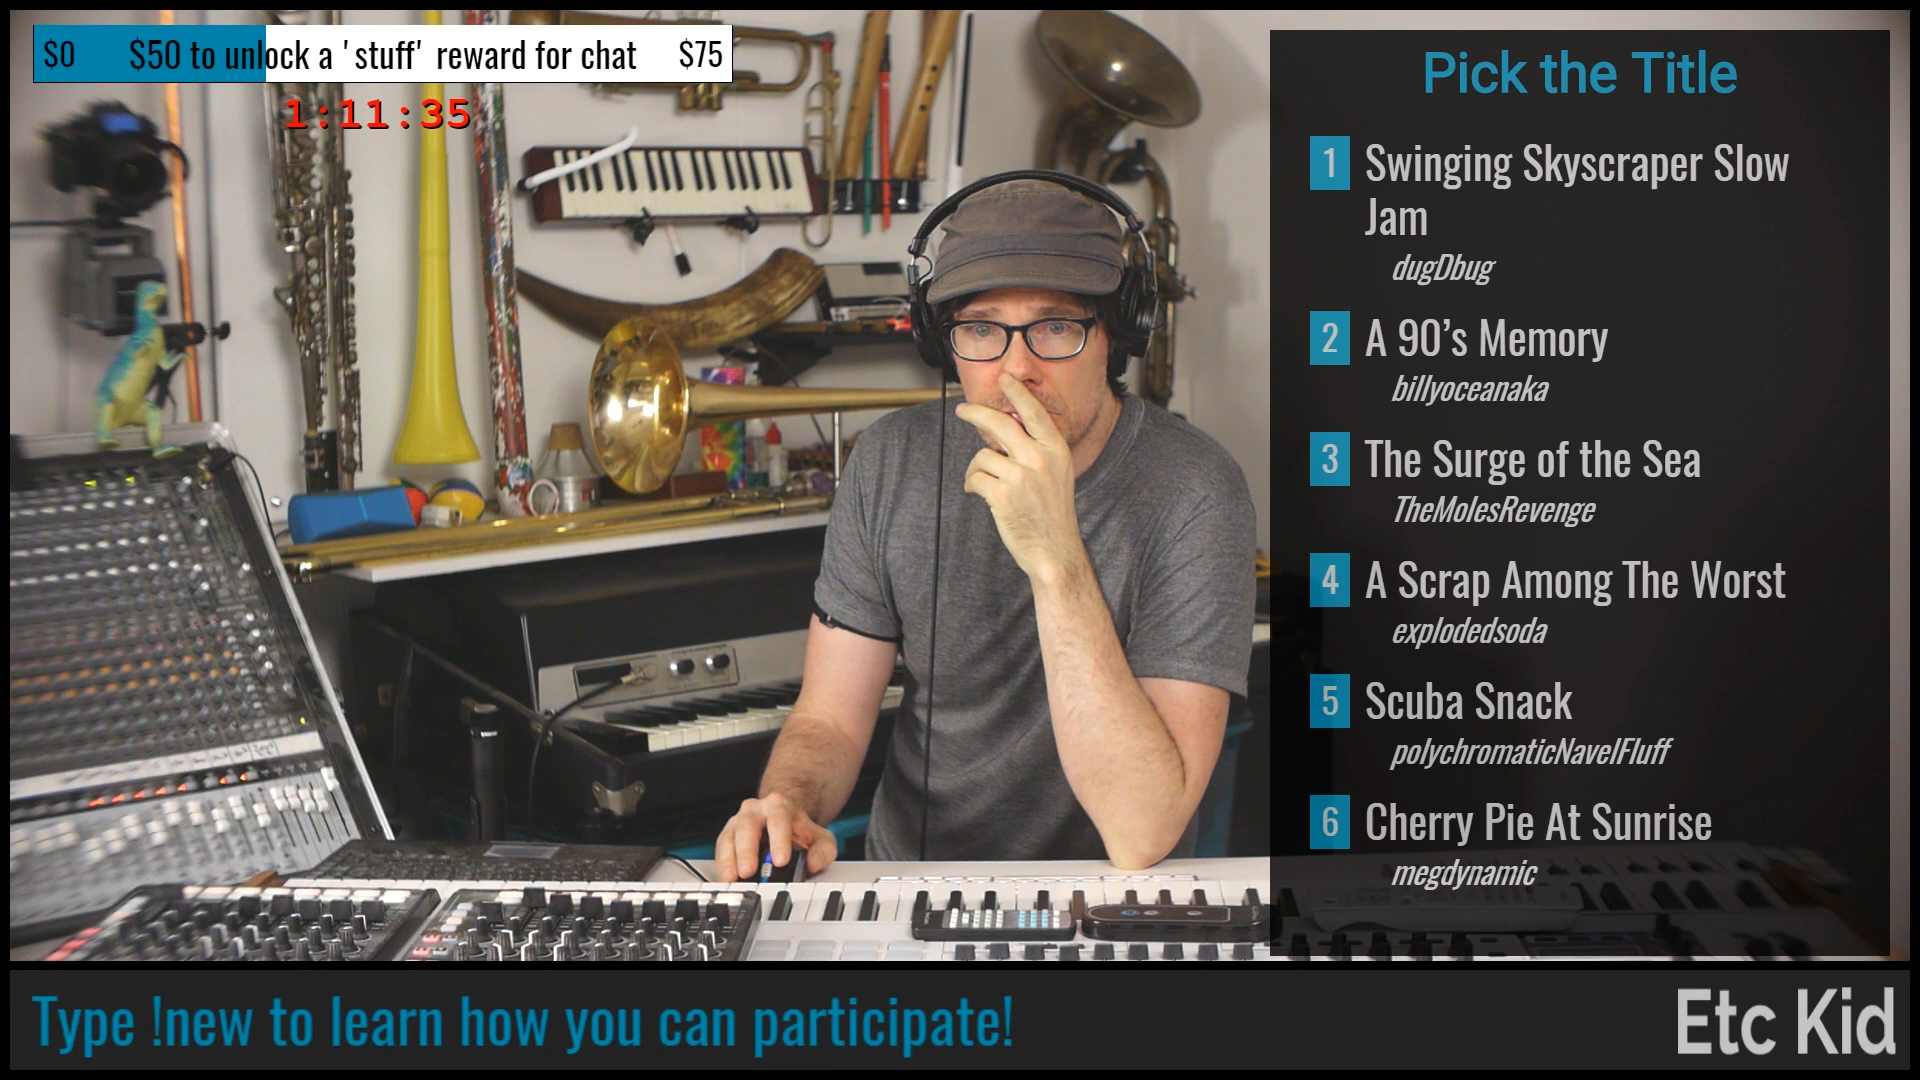 $0 $50 to unlock a 'stuff' reward for chat $75
1:11:35
Pick the Title
1 Swinging Skyscraper Slow
Jam
dugDbug
2 A 90’s Memory
billyoceanaka
3 The Surge of the Sea
TheMolesRevenge
4 A Scrap Among The Worst
explodedsoda
5 Scuba Snack
polychromaticNavelFluff
6 Cherry Pie At Sunrise
megdynamic
Type !new to learn how you can participate!
Etc Kid